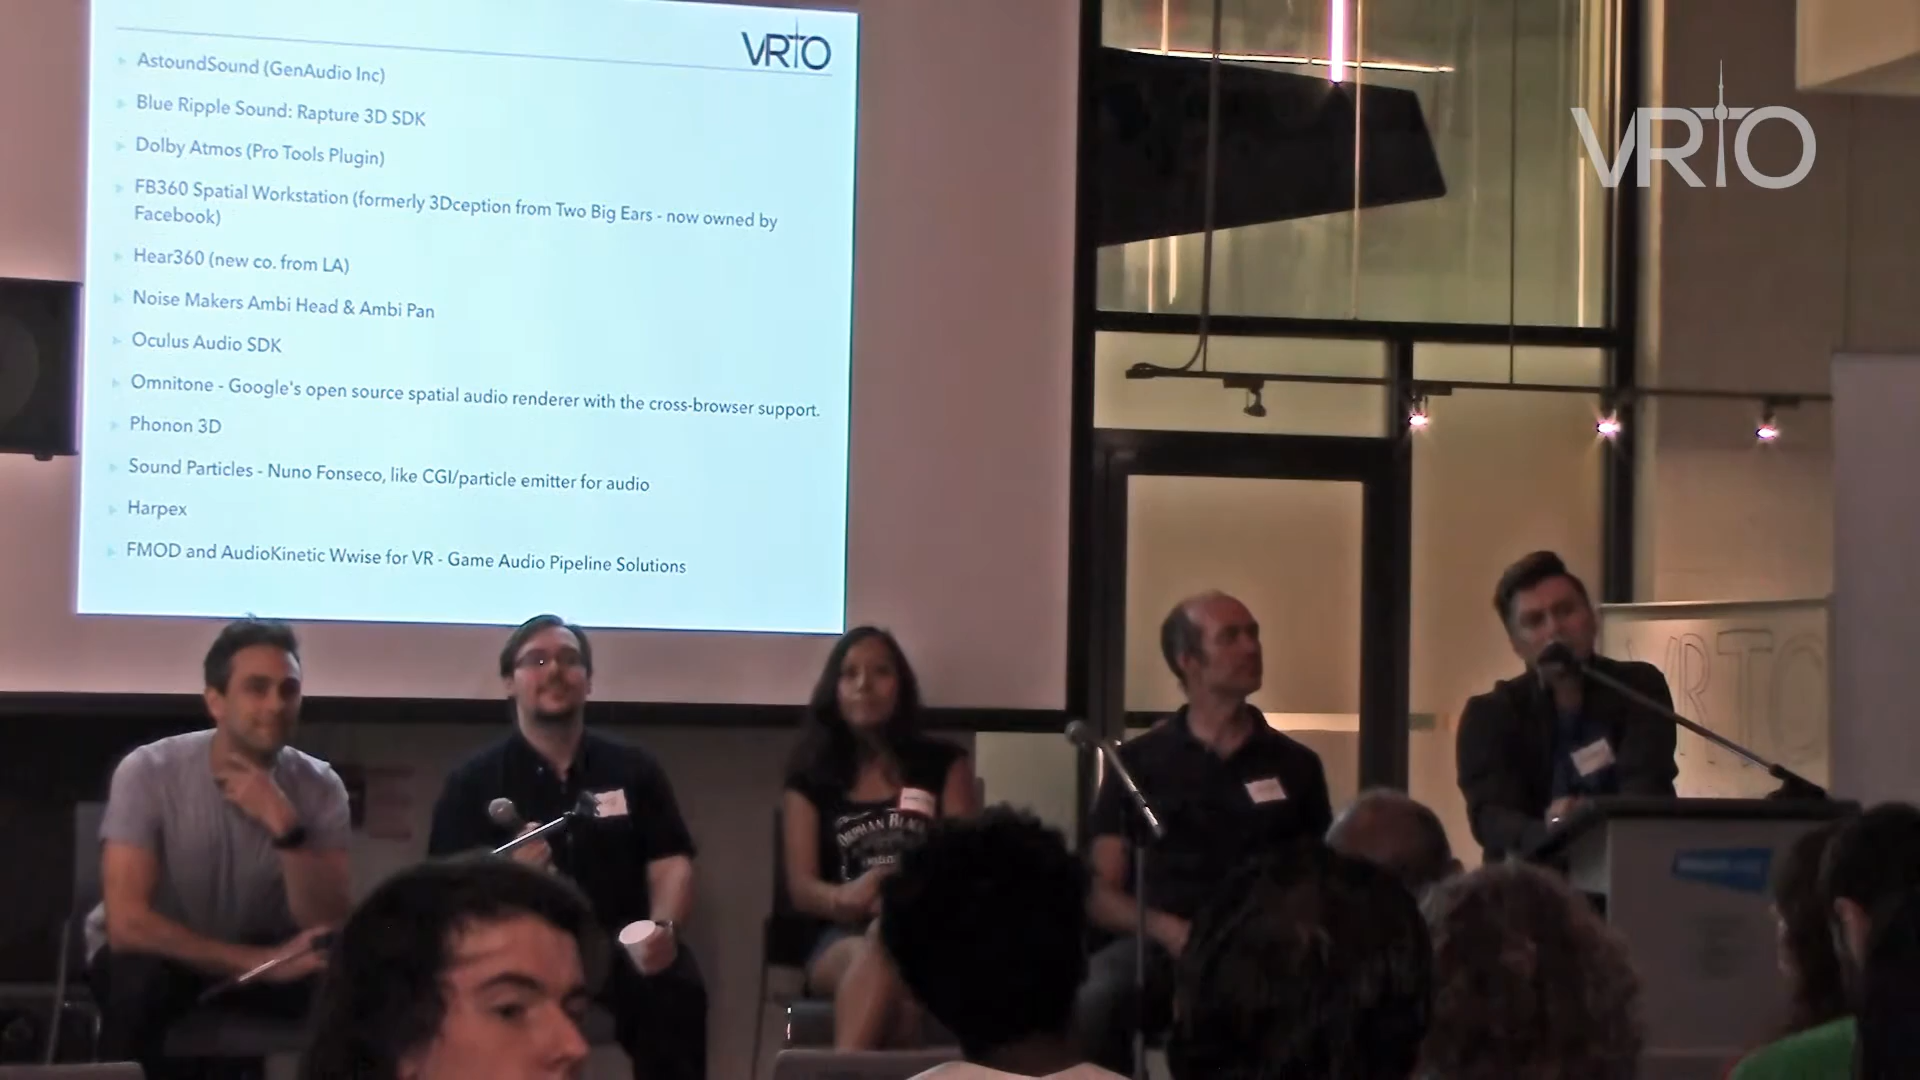 VRTO
AstoundSound (GenAudio Inc)
Blue Ripple Sound: Rapture 3D SDK
Dolby Atmos (Pro Tools Plugin)
FB360 Spatial Workstation (formerly 3Dception from Two Big Ears - now owned by
Facebook)
Hear360 (new co. from LA)
Noise Makers Ambi Head & Ambi Pan
Oculus Audio SDK
Omnitone - Google's open source spatial audio renderer with the cross-browser support.
Phonon 3D
Sound Particles - Nuno Fonseco, like CGI/particle emitter for audio
Harpex
FMOD and AudioKinetic Wwise for VR - Game Audio Pipeline Solutions
VRTO
VRTO
ORPHAN BLACK